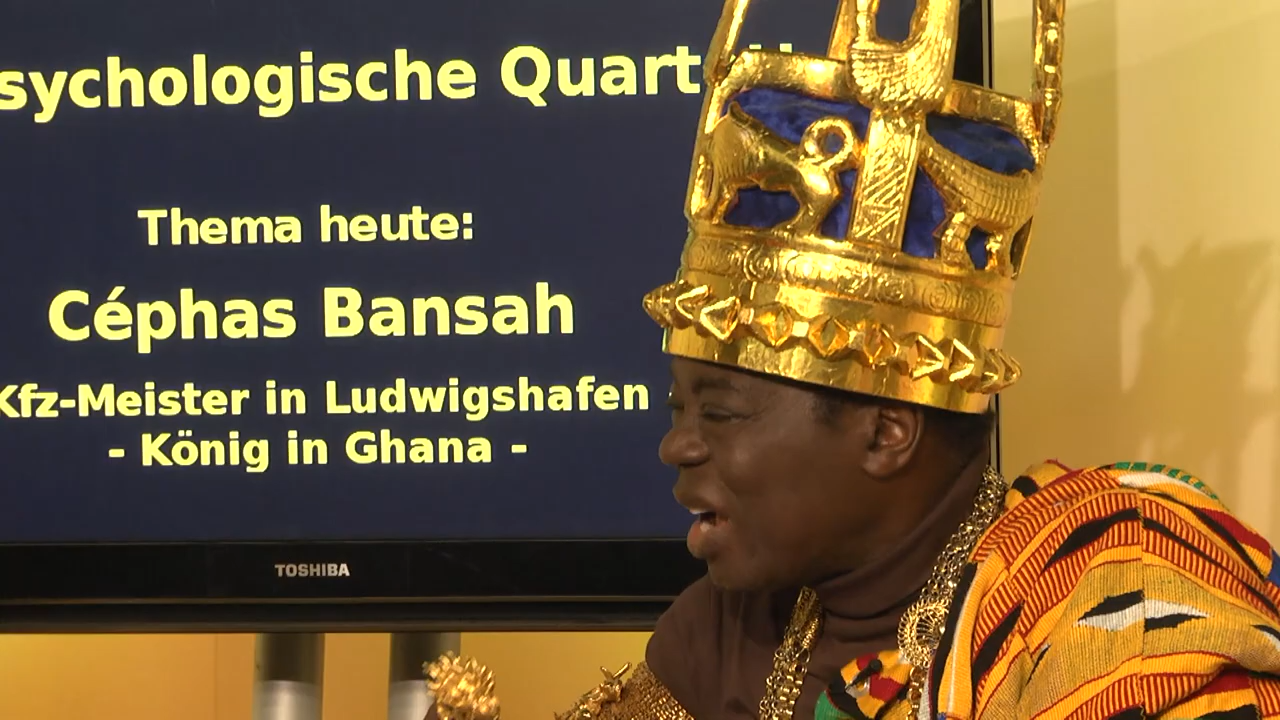 sychologische Quart
Thema heute:
Céphas Bansah
Kfz-Meister in Ludwigshafen -
- König in Ghana -
TOSHIBA